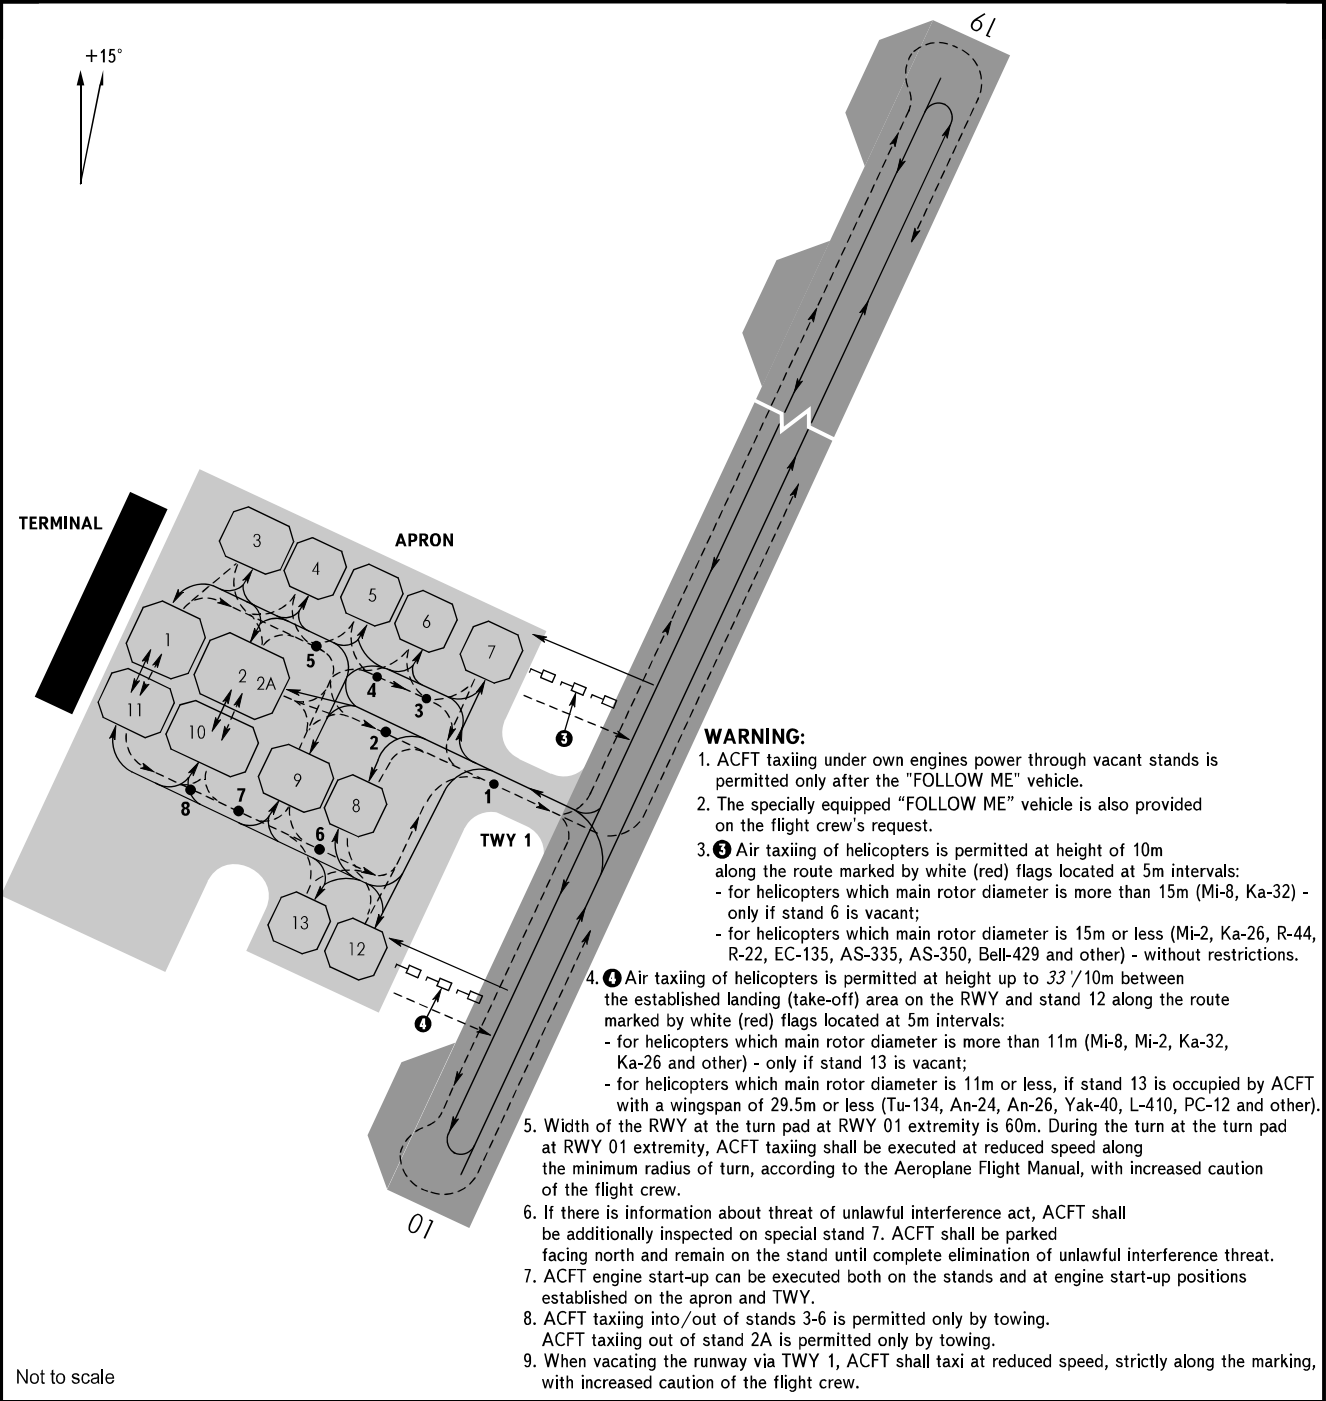 19
+15°
TERMINAL
APRON
3
4
5
6
7
1
2
2A
11
10
9
8
13
12
5
4
3
2
1
8
7
6
TWY 1
3
4
01
WARNING:
1. ACFT taxiing under own engines power through vacant stands is
permitted only after the "FOLLOW ME" vehicle.
2. The specially equipped “FOLLOW ME” vehicle is also provided
on the flight crew's request.
3. 3 Air taxiing of helicopters is permitted at height of 10m
along the route marked by white (red) flags located at 5m intervals:
- for helicopters which main rotor diameter is more than 15m (Mi-8, Ka-32) -
only if stand 6 is vacant;
- for helicopters which main rotor diameter is 15m or less (Mi-2, Ka-26, R-44,
R-22, EC-135, AS-335, AS-350, Bell-429 and other) - without restrictions.
4. 4 Air taxiing of helicopters is permitted at height up to 33'/10m between
the established landing (take-off) area on the RWY and stand 12 along the route
marked by white (red) flags located at 5m intervals:
- for helicopters which main rotor diameter is more than 11m (Mi-8, Mi-2, Ka-32,
Ka-26 and other) - only if stand 13 is vacant;
- for helicopters which main rotor diameter is 11m or less, if stand 13 is occupied by ACFT
with a wingspan of 29.5m or less (Tu-134, An-24, An-26, Yak-40, L-410, PC-12 and other).
5. Width of the RWY at the turn pad at RWY 01 extremity is 60m. During the turn at the turn pad
at RWY 01 extremity, ACFT taxiing shall be executed at reduced speed along
the minimum radius of turn, according to the Aeroplane Flight Manual, with increased caution
of the flight crew.
6. If there is information about threat of unlawful interference act, ACFT shall
be additionally inspected on special stand 7. ACFT shall be parked
facing north and remain on the stand until complete elimination of unlawful interference threat.
7. ACFT engine start-up can be executed both on the stands and at engine start-up positions
established on the apron and TWY.
8. ACFT taxiing into/out of stands 3-6 is permitted only by towing.
ACFT taxiing out of stand 2A is permitted only by towing.
9. When vacating the runway via TWY 1, ACFT shall taxi at reduced speed, strictly along the marking,
with increased caution of the flight crew.
Not to scale